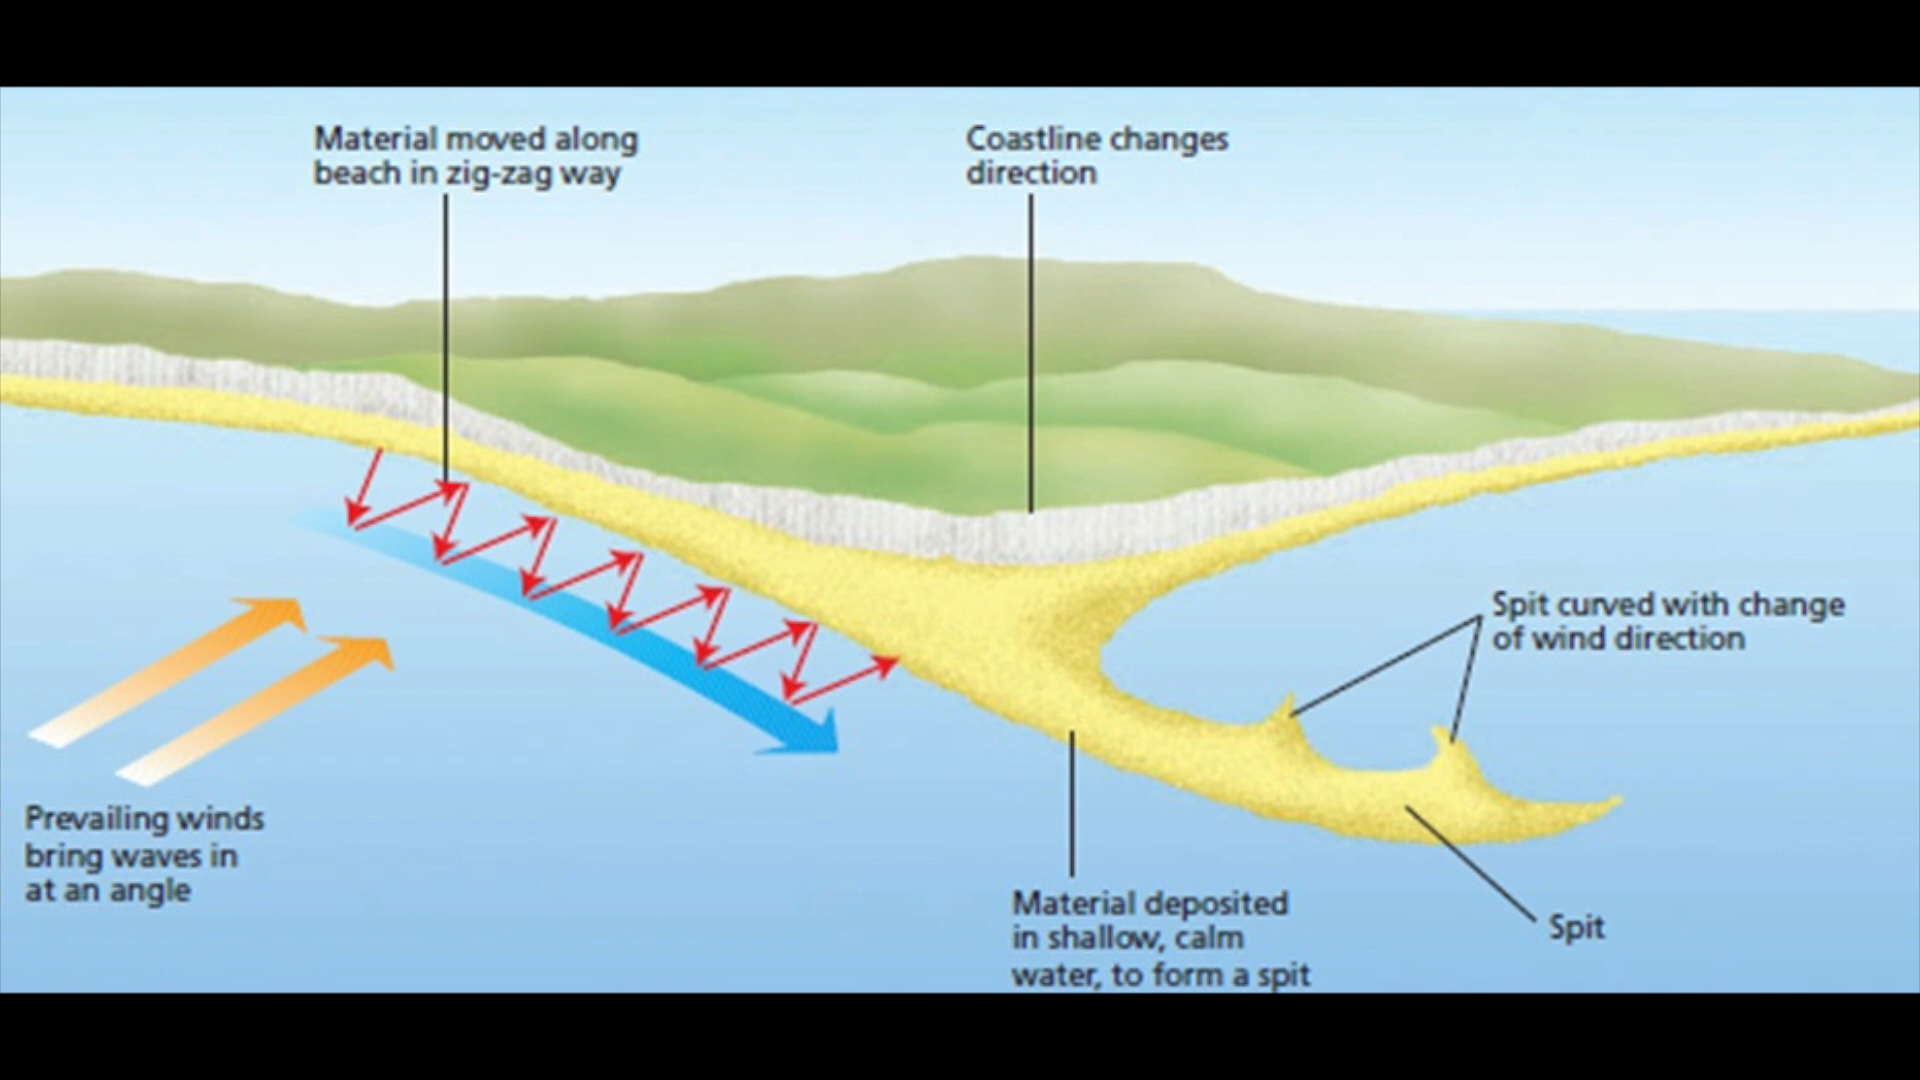 Material moved along
beach in zig-zag way
Coastline changes
direction
Spit curved with change
of wind direction
Prevailing winds
bring waves in
at an angle
Material deposited
in shallow, calm
water, to form a spit
Spit